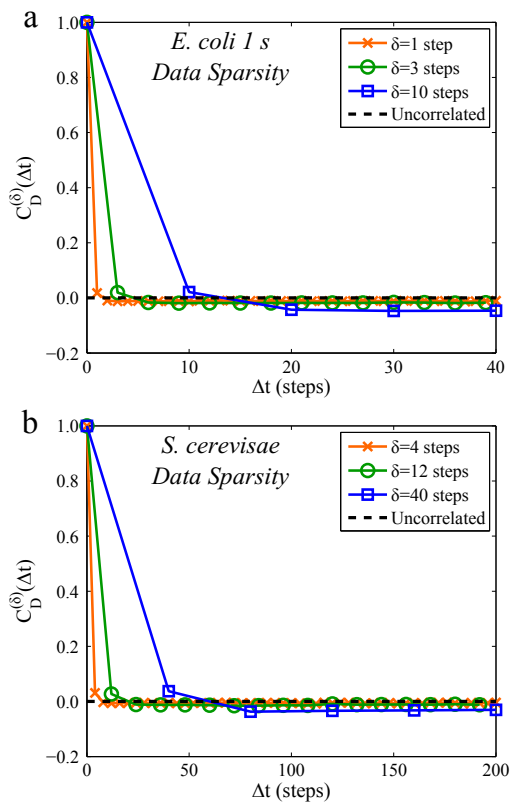 a
E. coli 1 s
Data Sparsity
δ=1 step
δ=3 steps
δ=10 steps
Uncorrelated
1.0
0.8
0.6
0.4
0.2
0.0
−0.2
C_D^(δ)(Δt)
0 10 20 30 40
Δt (steps)
b
S. cerevisae
Data Sparsity
δ=4 steps
δ=12 steps
δ=40 steps
Uncorrelated
1.0
0.8
0.6
0.4
0.2
0.0
−0.2
C_D^(δ)(Δt)
0 50 100 150 200
Δt (steps)